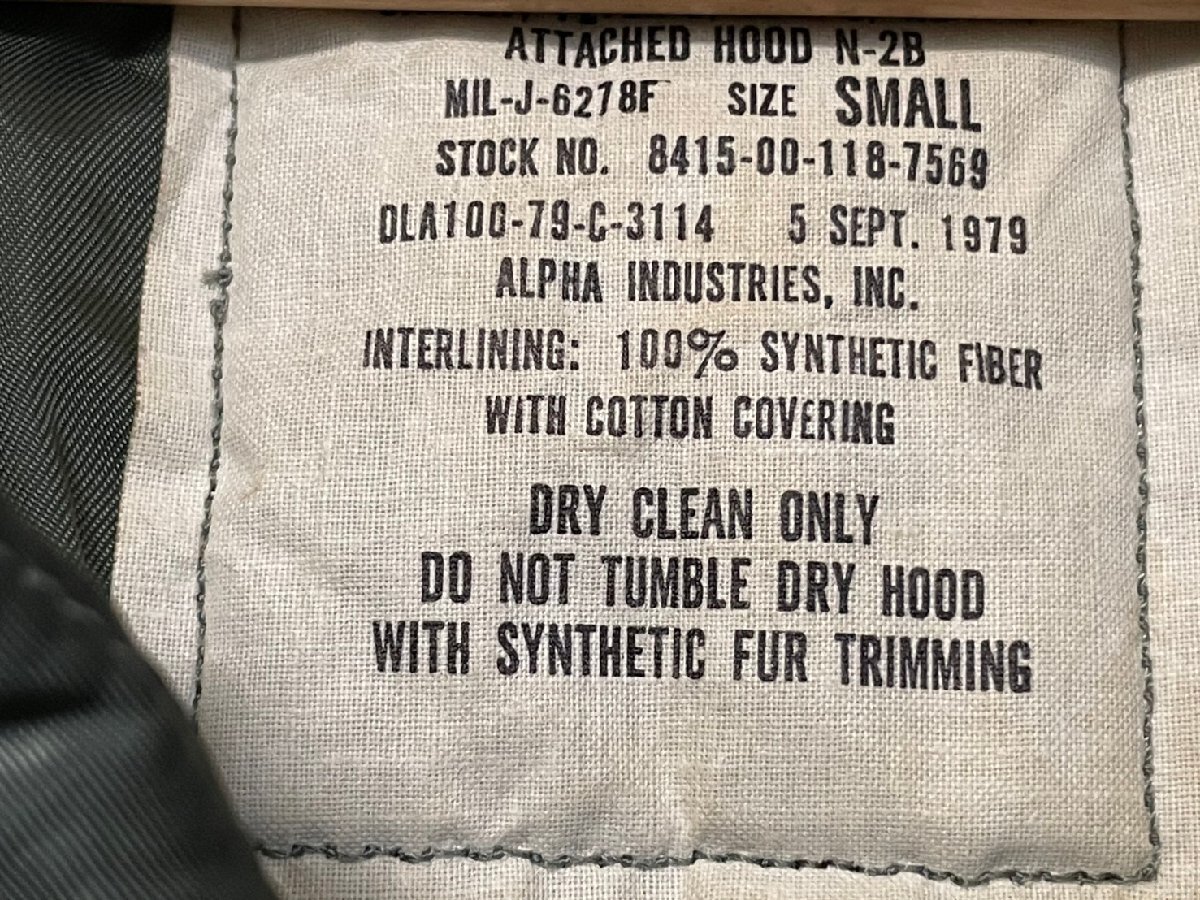 ATTACHED HOOD N-2B
MIL-J-6278F SIZE SMALL
STOCK NO. 8415-00-118-7569
DLA100-79-C-3114 5 SEPT. 1979
ALPHA INDUSTRIES, INC.
INTERLINING: 100% SYNTHETIC FIBER
WITH COTTON COVERING
DRY CLEAN ONLY
DO NOT TUMBLE DRY HOOD
WITH SYNTHETIC FUR TRIMMING